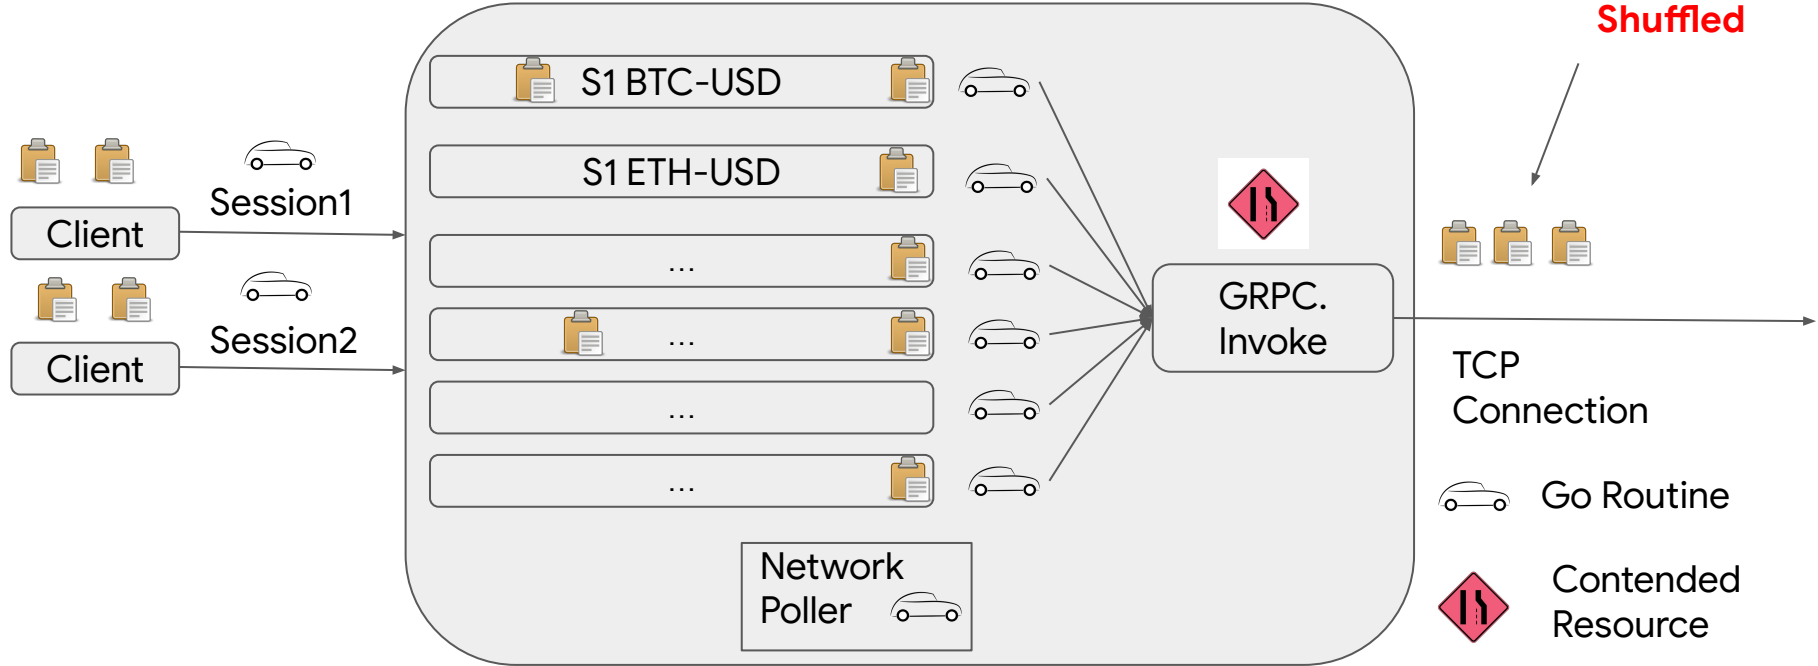 Shuffled
S1 BTC-USD
S1 ETH-USD
Session1
Client
...
GRPC.
Invoke
Session2
...
Client
TCP
Connection
...
...
Go Routine
Network
Poller
Contended
Resource